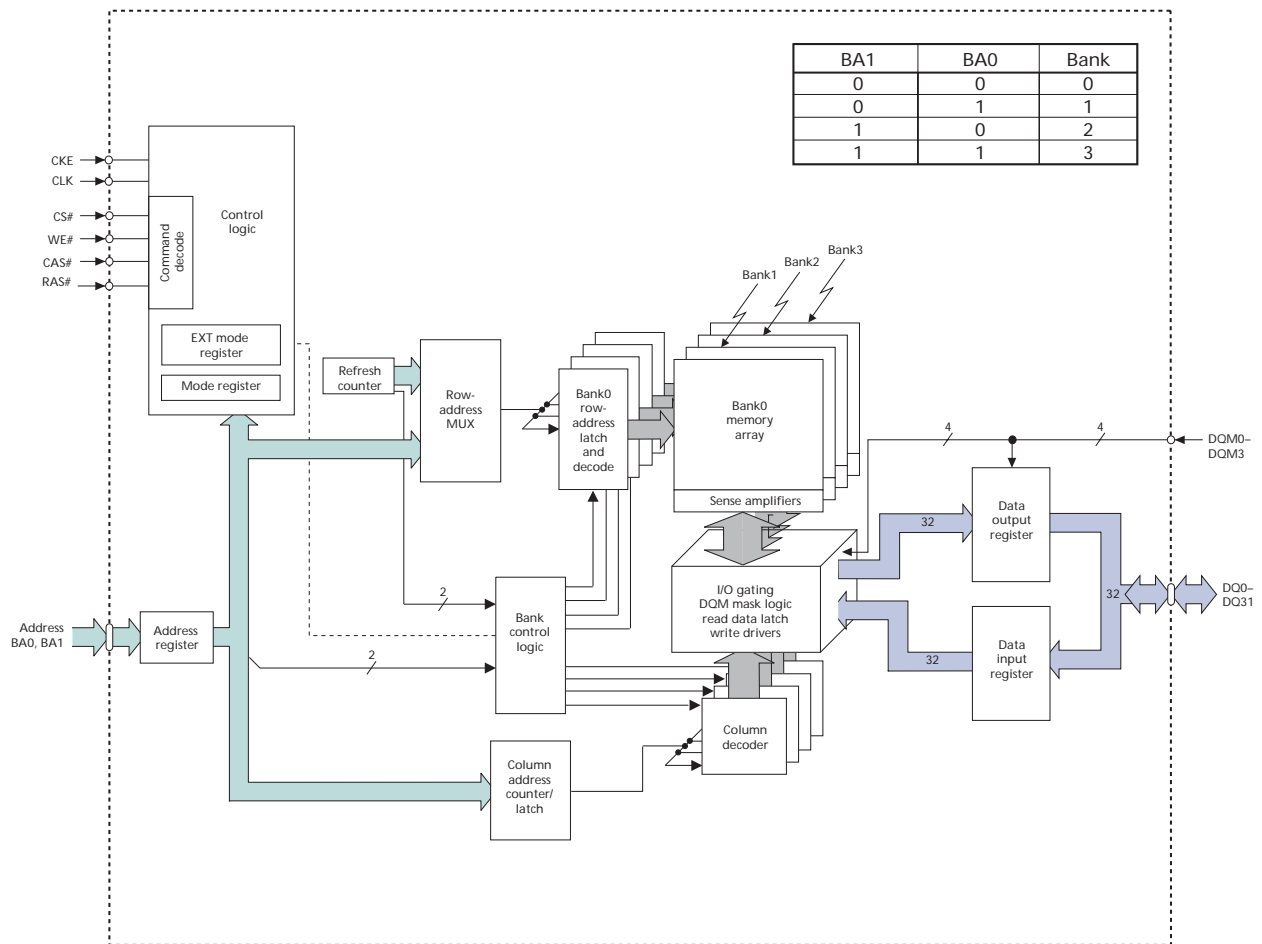 BA1 BA0 Bank
0 0 0
0 1 1
1 0 2
1 1 3
CKE
CLK
CS#
WE#
CAS#
RAS#
Command
decode
Control
logic
EXT mode
register
Mode register
Refresh
counter
Row-
address
MUX
Bank0
row-
address
latch
and
decode
Bank1
Bank2
Bank3
Bank0
memory
array
Sense amplifiers
4
4
DQM0–
DQM3
Data
output
register
32
I/O gating
DQM mask logic
read data latch
write drivers
32
DQ0–
DQ31
32
Data
input
register
2
Bank
control
logic
2
Address
BA0, BA1
Address
register
Column
decoder
Column
address
counter/
latch